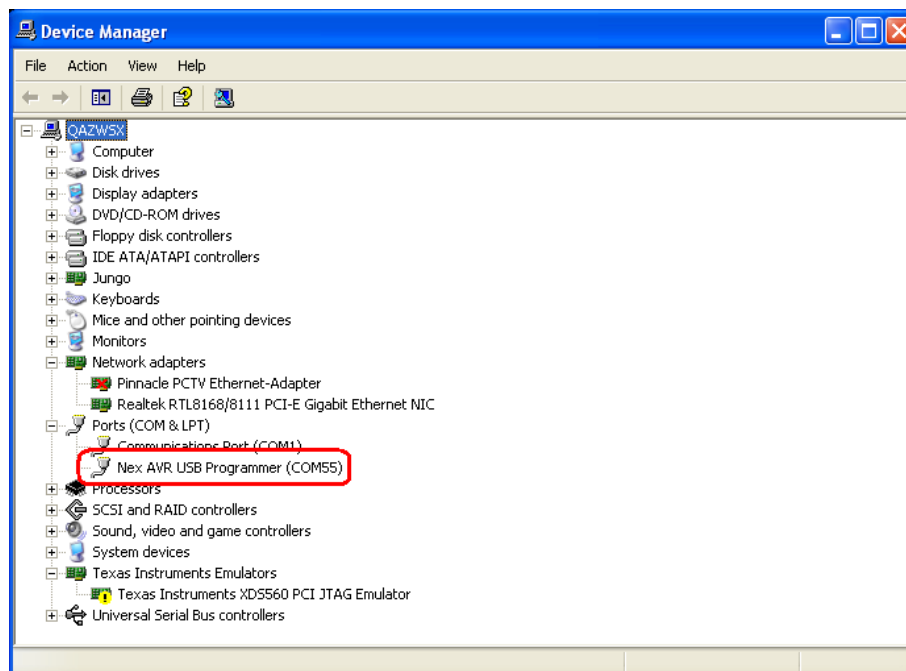 Device Manager
File Action View Help
QAZWSX
Computer
Disk drives
Display adapters
DVD/CD-ROM drives
Floppy disk controllers
IDE ATA/ATAPI controllers
Jungo
Keyboards
Mice and other pointing devices
Monitors
Network adapters
Pinnacle PCTV Ethernet-Adapter
Realtek RTL8168/8111 PCI-E Gigabit Ethernet NIC
Ports (COM & LPT)
Communications Port (COM1)
Nex AVR USB Programmer (COM55)
Processors
SCSI and RAID controllers
Sound, video and game controllers
System devices
Texas Instruments Emulators
Texas Instruments XDS560 PCI JTAG Emulator
Universal Serial Bus controllers